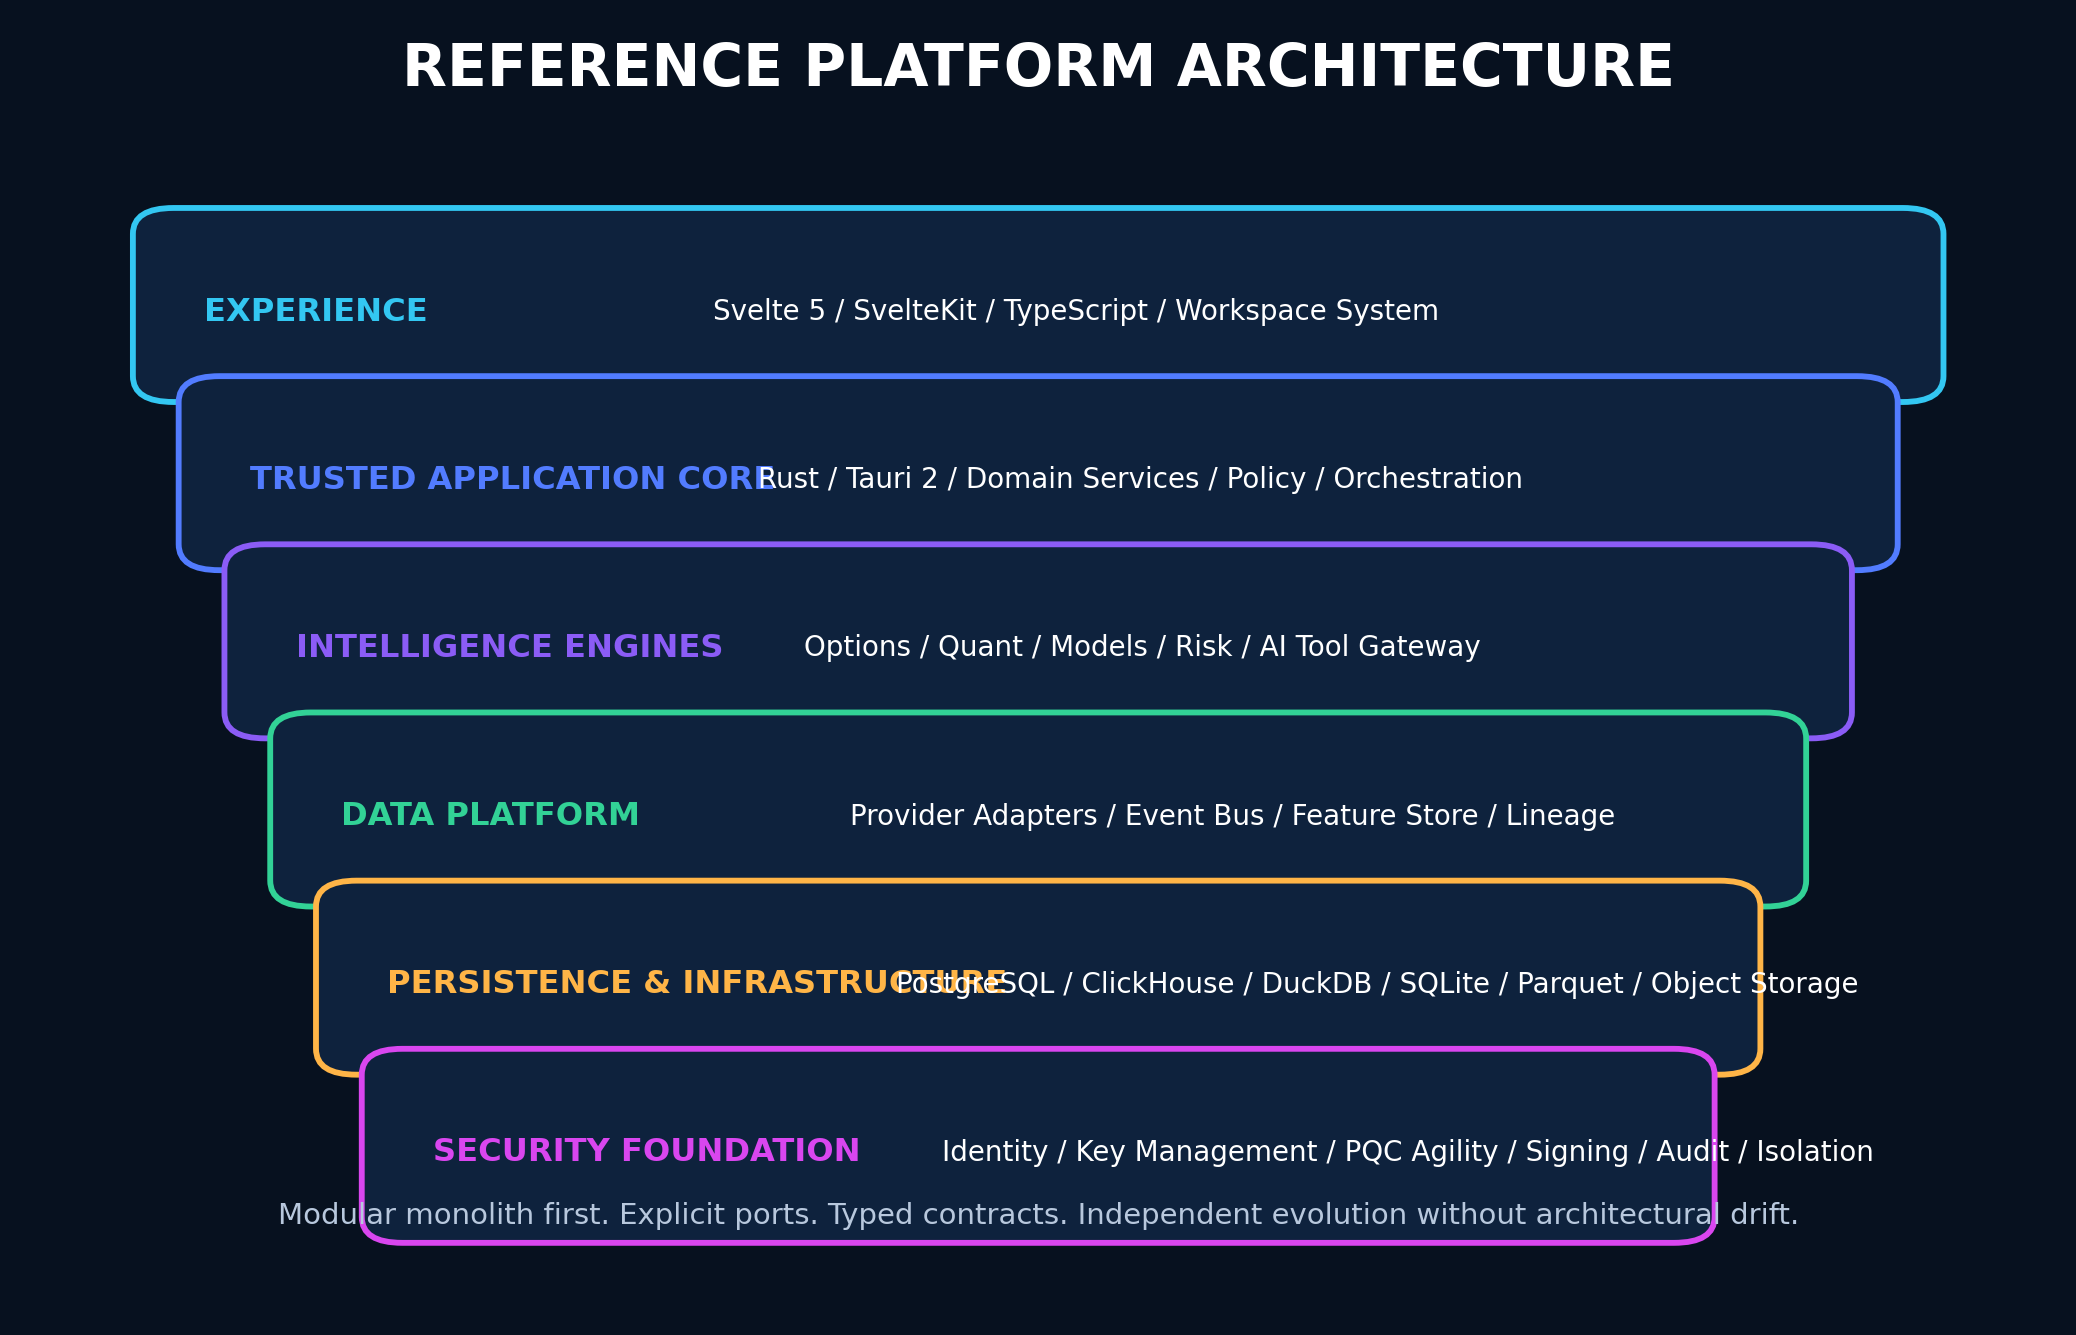 REFERENCE PLATFORM ARCHITECTURE
EXPERIENCE Svelte 5 / SvelteKit / TypeScript / Workspace System
TRUSTED APPLICATION CORE Rust / Tauri 2 / Domain Services / Policy / Orchestration
INTELLIGENCE ENGINES Options / Quant / Models / Risk / AI Tool Gateway
DATA PLATFORM Provider Adapters / Event Bus / Feature Store / Lineage
PERSISTENCE & INFRASTRUCTURE PostgreSQL / ClickHouse / DuckDB / SQLite / Parquet / Object Storage
SECURITY FOUNDATION Identity / Key Management / PQC Agility / Signing / Audit / Isolation
Modular monolith first. Explicit ports. Typed contracts. Independent evolution without architectural drift.